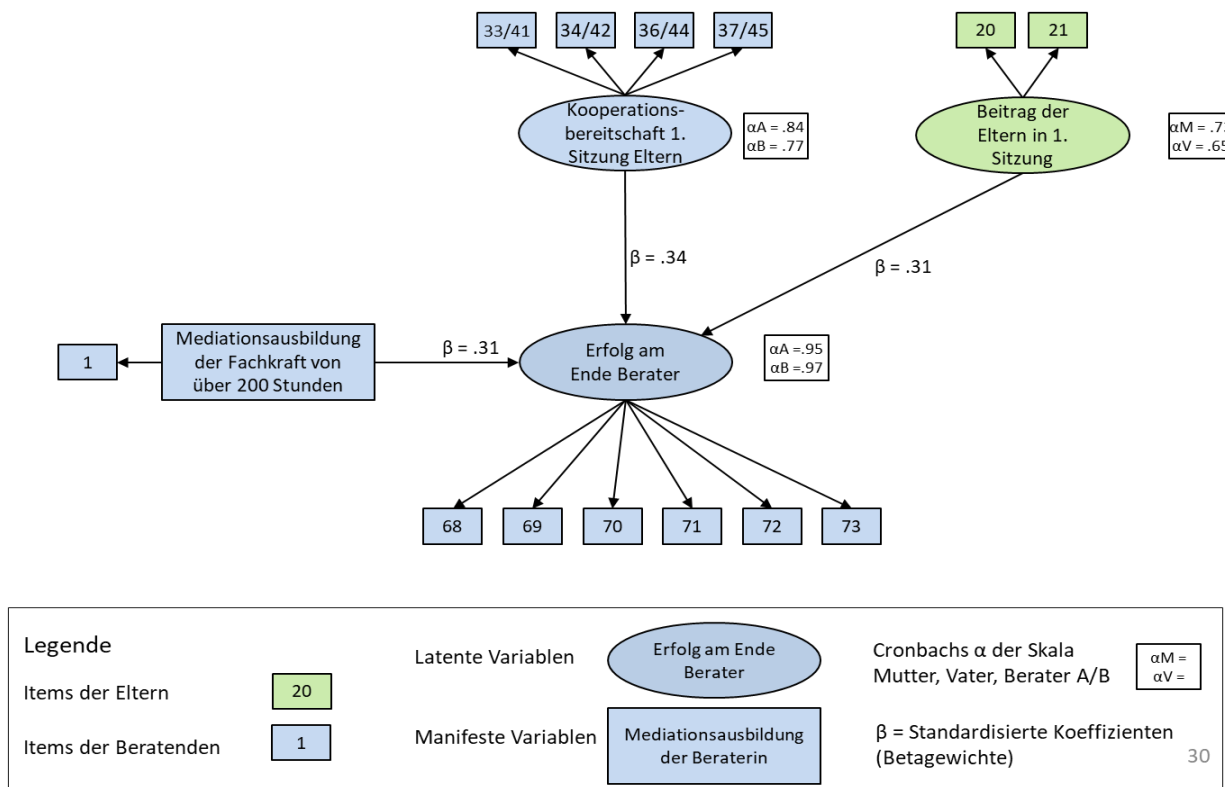 33/41
34/42
36/44
37/45
20
21
Kooperations-
bereitschaft 1.
Sitzung Eltern
αA = .84
αB = .77
Beitrag der
Eltern in 1.
Sitzung
αM =
αV = .65
β = .34
β = .31
1
Mediationsausbildung
der Fachkraft von
über 200 Stunden
β = .31
Erfolg am
Ende Berater
αA =.95
αB =.97
68
69
70
71
72
73
Legende
Items der Eltern
20
Items der Beratenden
1
Latente Variablen
Erfolg am Ende
Berater
Manifeste Variablen
Mediationsausbildung
der Beraterin
Cronbachs α der Skala
Mutter, Vater, Berater A/B
αM =
αV =
β = Standardisierte Koeffizienten
(Betagewichte)
30